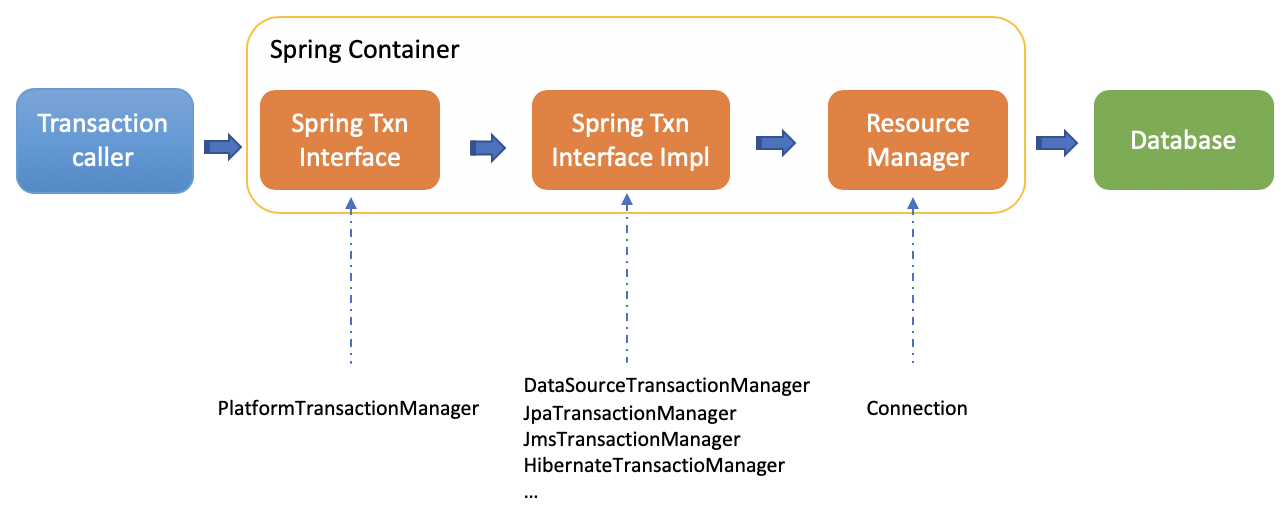 Spring Container
Transaction
caller
Spring Txn
Interface
Spring Txn
Interface Impl
Resource
Manager
Database
PlatformTransactionManager
DataSourceTransactionManager
JpaTransactionManager
JmsTransactionManager
HibernateTransactioManager
...
Connection